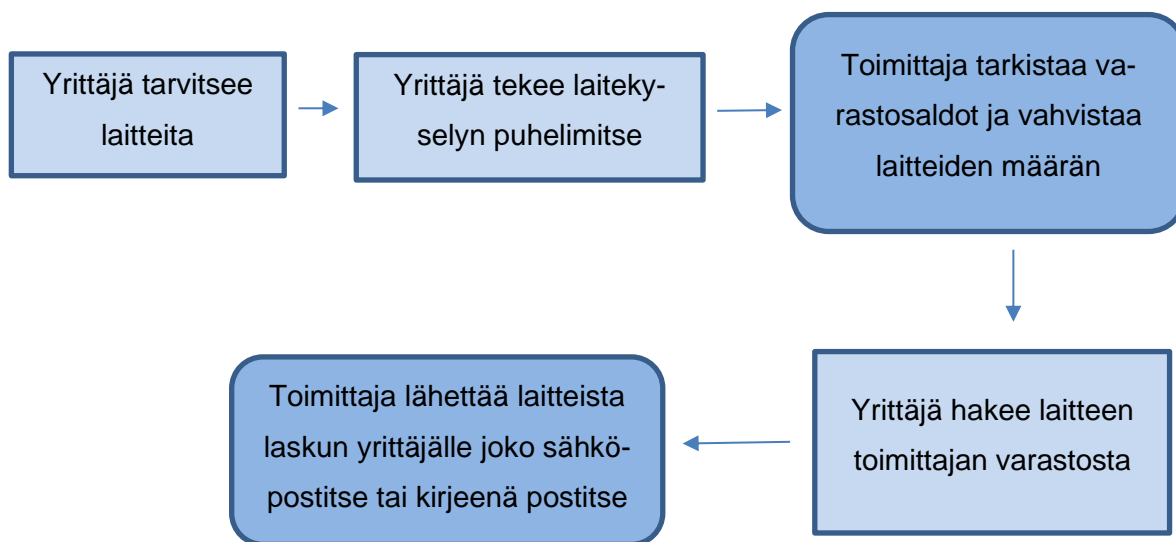 Yrittäjä tarvitsee
laitteita
Yrittäjä tekee laiteky-
selyn puhelimitse
Toimittaja tarkistaa va-
rastosaldot ja vahvistaa
laitteiden määrän
Yrittäjä hakee laitteen
toimittajan varastosta
Toimittaja lähettää laitteista
laskun yrittäjälle joko sähkö-
postitse tai kirjeenä postitse